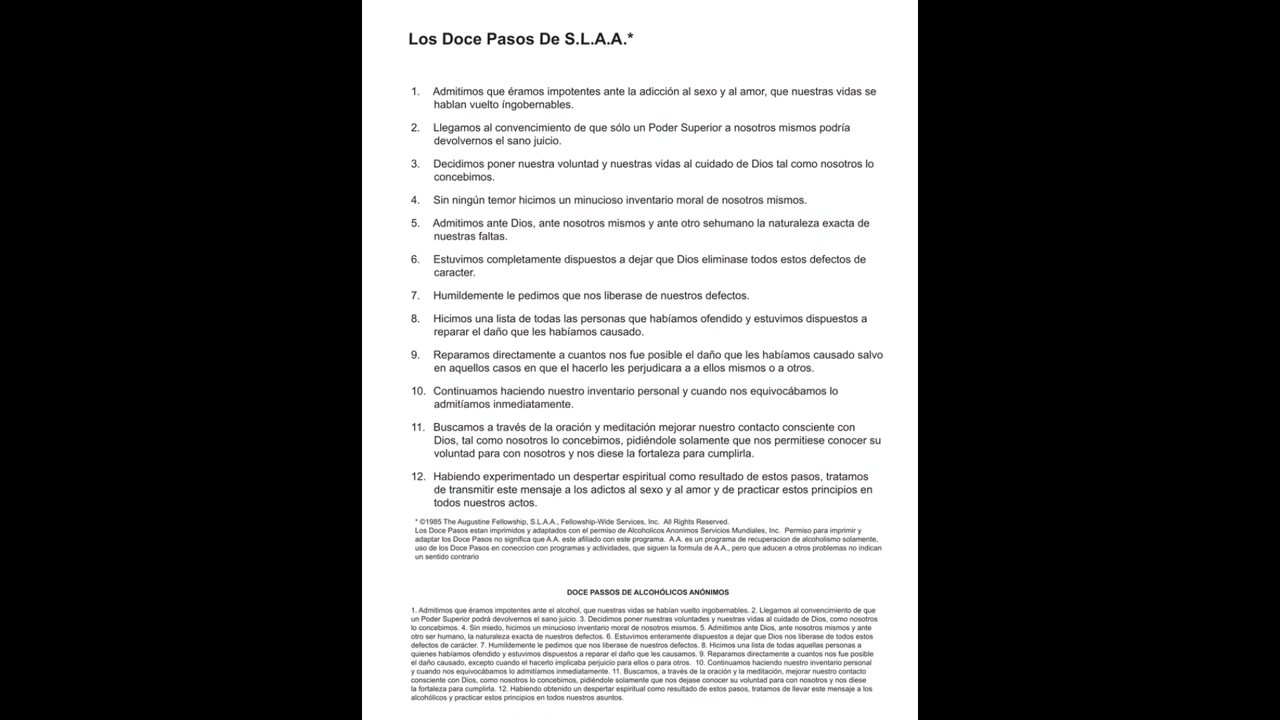 Los Doce Pasos De S.L.A.A.*
1. Admitimos que éramos impotentes ante la adicción al sexo y al amor, que nuestras vidas se
hablan vuelto íngobernables.
2. Llegamos al convencimiento de que sólo un Poder Superior a nosotros mismos podría
devolvernos el sano juicio.
3. Decidimos poner nuestra voluntad y nuestras vidas al cuidado de Dios tal como nosotros lo
concebimos.
4. Sin ningún temor hicimos un minucioso inventario moral de nosotros mismos.
5. Admitimos ante Dios, ante nosotros mismos y ante otro sehumano la naturaleza exacta de
nuestras faltas.
6. Estuvimos completamente dispuestos a dejar que Dios eliminase todos estos defectos de
caracter.
7. Humildemente le pedimos que nos liberase de nuestros defectos.
8. Hicimos una lista de todas las personas que habíamos ofendido y estuvimos dispuestos a
reparar el daño que les habíamos causado.
9. Reparamos directamente a cuantos nos fue posible el daño que les habíamos causado salvo
en aquellos casos en que el hacerlo les perjudicara a a ellos mismos o a otros.
10. Continuamos haciendo nuestro inventario personal y cuando nos equivocábamos lo
admitíamos inmediatamente.
11. Buscamos a través de la oración y meditación mejorar nuestro contacto consciente con
Dios, tal como nosotros lo concebimos, pidiéndole solamente que nos permitiese conocer su
voluntad para con nosotros y nos diese la fortaleza para cumplirla.
12. Habiendo experimentado un despertar espiritual como resultado de estos pasos, tratamos
de transmitir este mensaje a los adictos al sexo y al amor y de practicar estos principios en
todos nuestros actos.
* ©1985 The Augustine Fellowship, S.L.A.A., Fellowship-Wide Services, Inc. All Rights Reserved.
Los Doce Pasos estan imprimidos y adaptados con el permiso de Alcoholicos Anonimos Servicios Mundiales, Inc. Permiso para imprimir y
adaptar los Doce Pasos no significa que A.A. este afiliado con este programa. A.A. es un programa de recuperacion de alcoholismo solamente,
uso de los Doce Pasos en coneccion con programas y actividades, que siguen la formula de A.A., pero que aducen a otros problemas no indican
un sentido contrario
DOCE PASSOS DE ALCOHÓLICOS ANÓNIMOS
1. Admitimos que éramos impotentes ante el alcohol, que nuestras vidas se habían vuelto ingobernables. 2. Llegamos al convencimiento de que
un Poder Superior podrá devolvernos el sano juicio. 3. Decidimos poner nuestras voluntades y nuestras vidas al cuidado de Dios, como nosotros
lo concebimos. 4. Sin miedo, hicimos un minucioso inventario moral de nosotros mismos. 5. Admitimos ante Dios, ante nosotros mismos y ante
otro ser humano, la naturaleza exacta de nuestros defectos. 6. Estuvimos enteramente dispuestos a dejar que Dios nos liberase de todos estos
defectos de carácter. 7. Humildemente le pedimos que nos liberase de nuestros defectos. 8. Hicimos una lista de todas aquellas personas a
quienes habíamos ofendido y estuvimos dispuestos a reparar el daño que les causamos. 9. Reparamos directamente a cuantos nos fue posible
el daño causado, excepto cuando el hacerlo implicaba perjuicio para ellos o para otros. 10. Continuamos haciendo nuestro inventario personal
y cuando nos equivocábamos lo admitíamos inmediatamente. 11. Buscamos, a través de la oración y la meditación, mejorar nuestro contacto
consciente con Dios, como nosotros lo concebimos, pidiéndole solamente que nos dejase conocer su voluntad para con nosotros y nos diese
la fortaleza para cumplirla. 12. Habiendo obtenido un despertar espiritual como resultado de estos pasos, tratamos de llevar este mensaje a los
alcohólicos y practicar estos principios en todos nuestros asuntos.